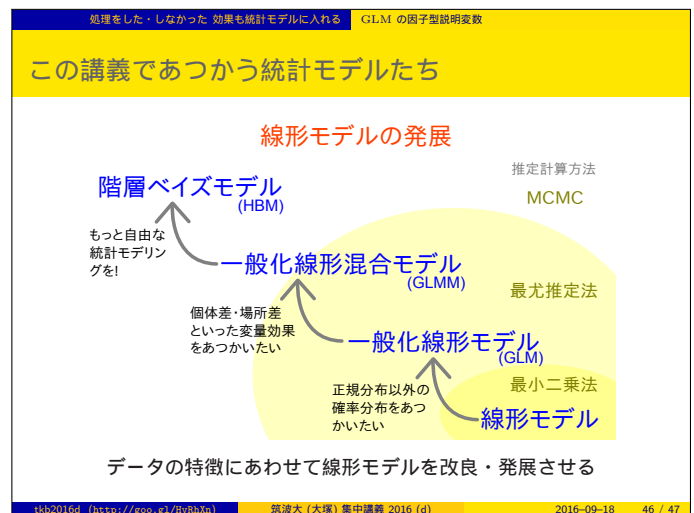 処理をした・しなかった 効果も統計モデルに入れる GLM の因子型説明変数
この講義であつかう統計モデルたち
線形モデルの発展
推定計算方法
階層ベイズモデル
(HBM)
MCMC
もっと自由な
統計モデリン
グを!
一般化線形混合モデル
(GLMM)
最尤推定法
個体差・場所差
といった変量効果
をあつかいたい
一般化線形モデル
(GLM)
最小二乗法
正規分布以外の
確率分布をあつ
かいたい
線形モデル
データの特徴にあわせて線形モデルを改良・発展させる
tkb2016d (http://goo.gl/HvRhXn) 筑波大 (大塚) 集中講義 2016 (d) 2016–09–18 46 / 47